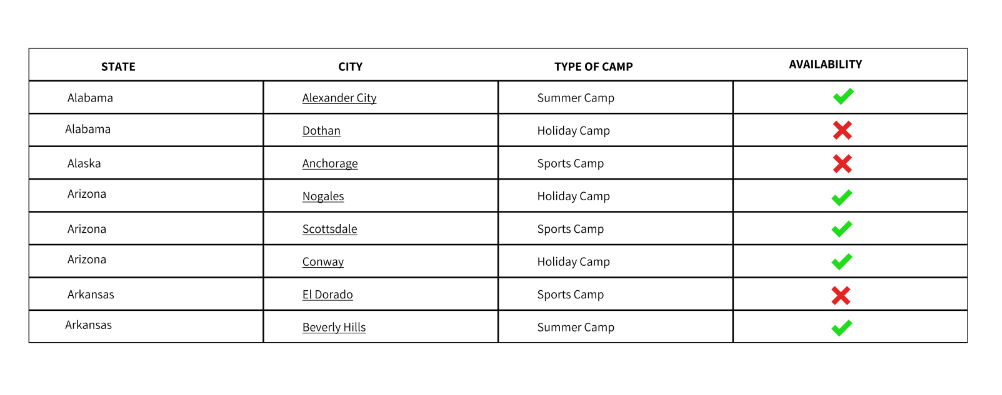 STATE CITY TYPE OF CAMP AVAILABILITY
Alabama Alexander City Summer Camp
Alabama Dothan Holiday Camp
Alaska Anchorage Sports Camp
Arizona Nogales Holiday Camp
Arizona Scottsdale Sports Camp
Arizona Conway Holiday Camp
Arkansas El Dorado Sports Camp
Arkansas Beverly Hills Summer Camp